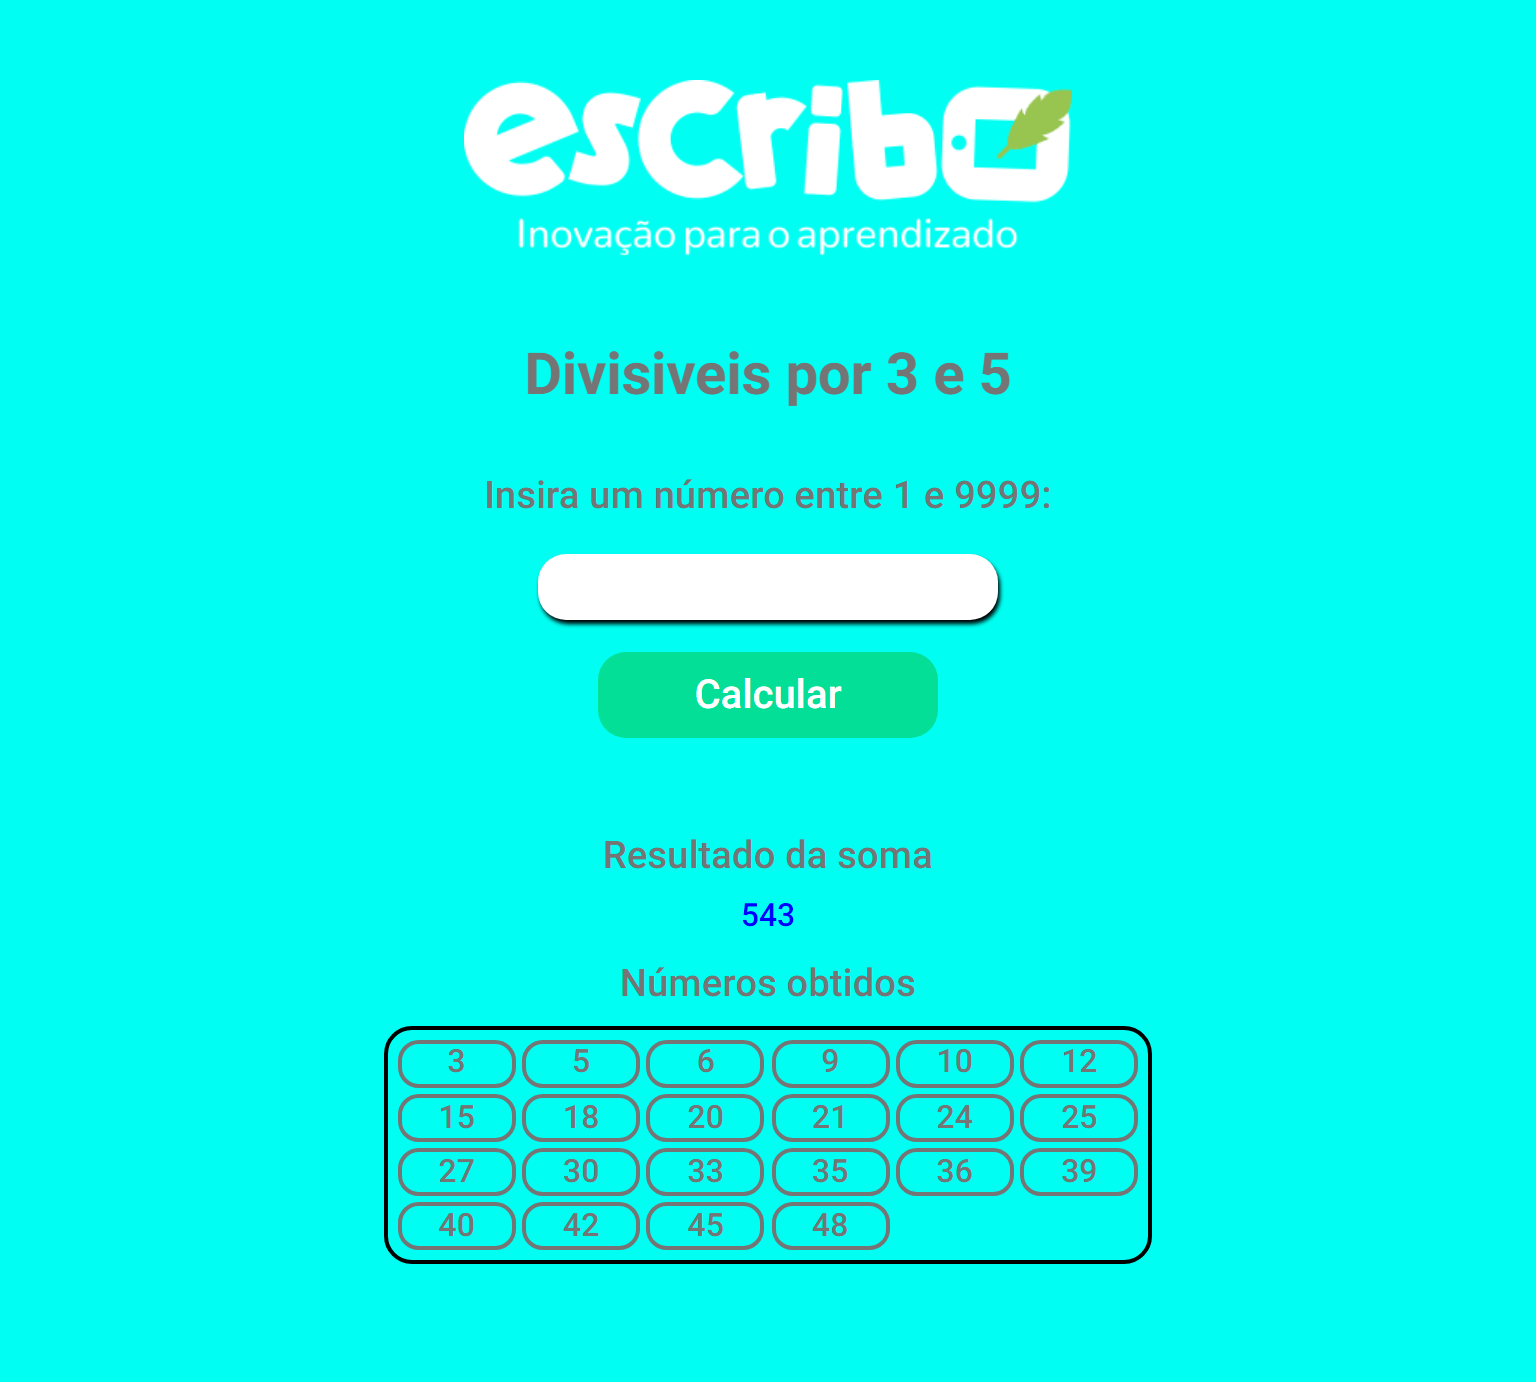 esCribo
Inovação para o aprendizado
Divisiveis por 3 e 5
Insira um número entre 1 e 9999:
Calcular
Resultado da soma
543
Números obtidos
3 5 6 9 10 12
15 18 20 21 24 25
27 30 33 35 36 39
40 42 45 48